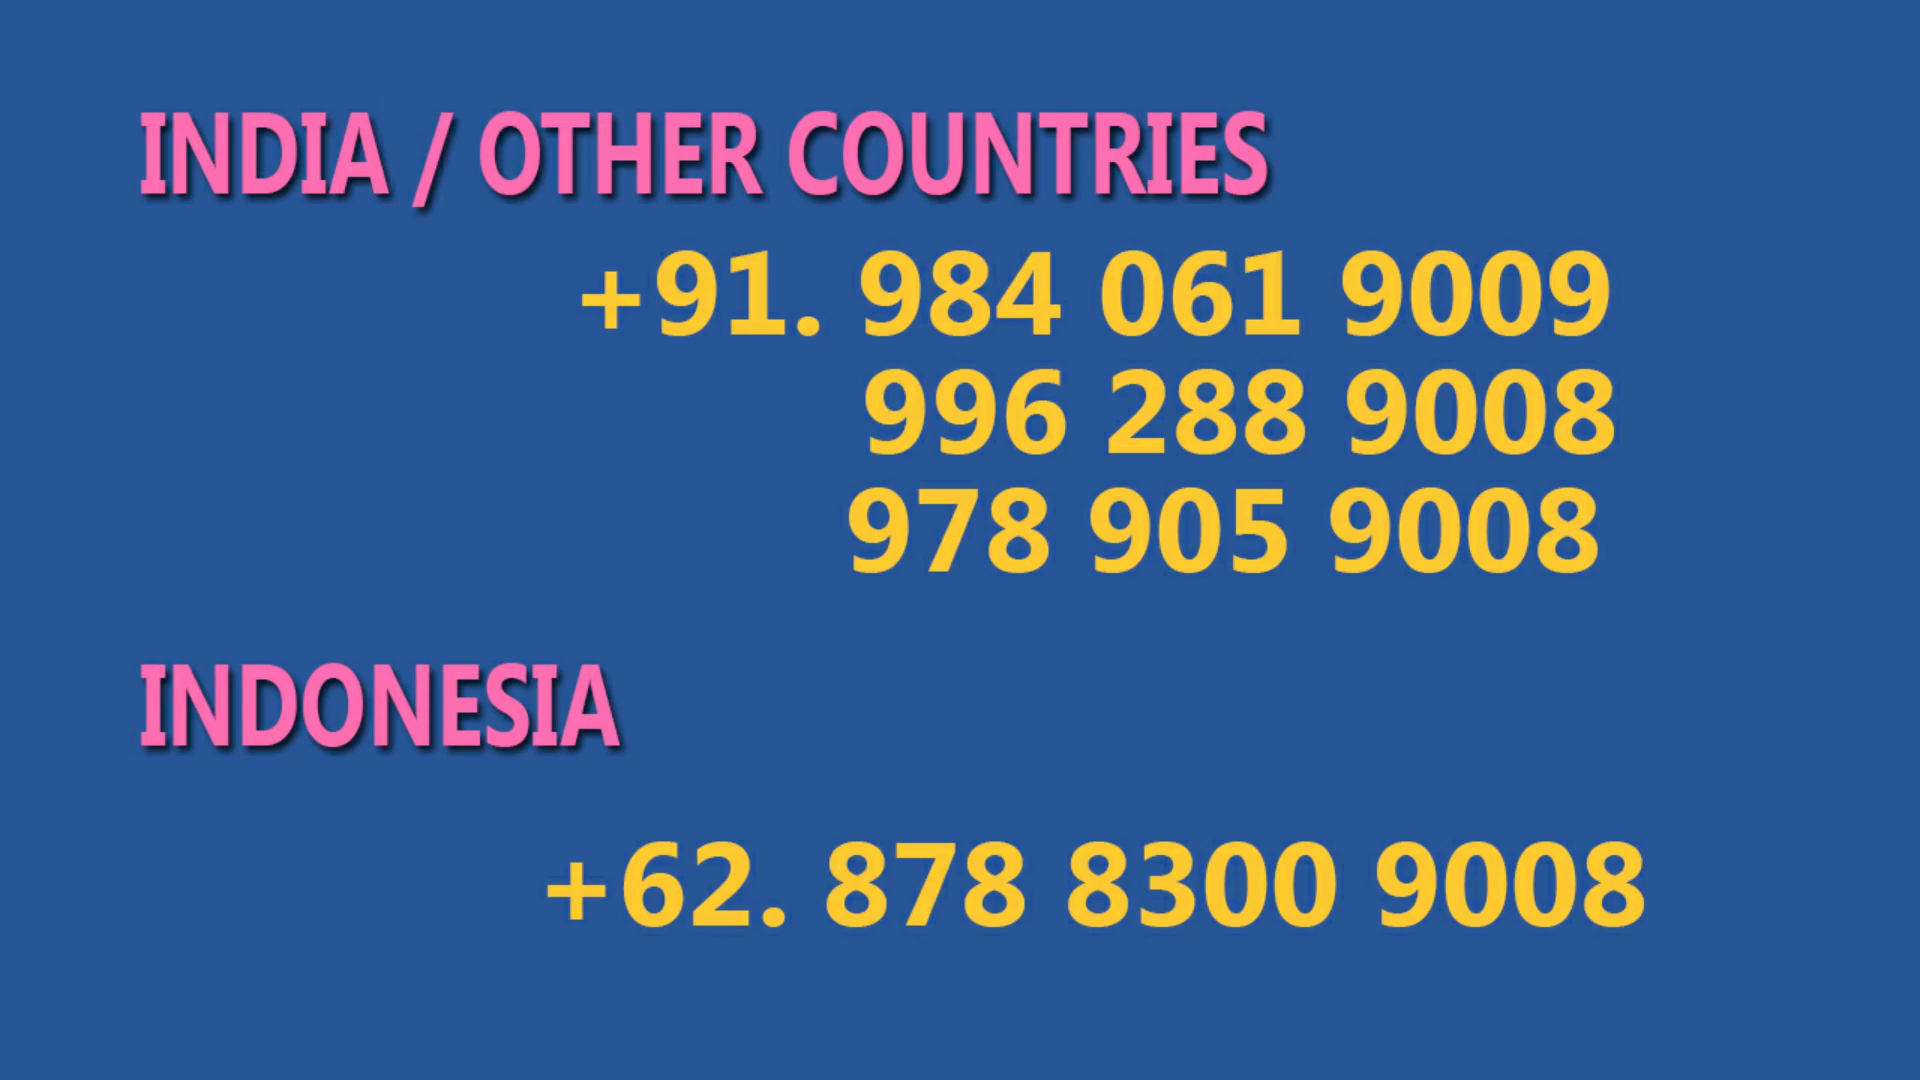 INDIA / OTHER COUNTRIES
+91. 984 061 9009
996 288 9008
978 905 9008
INDONESIA
+62. 878 8300 9008